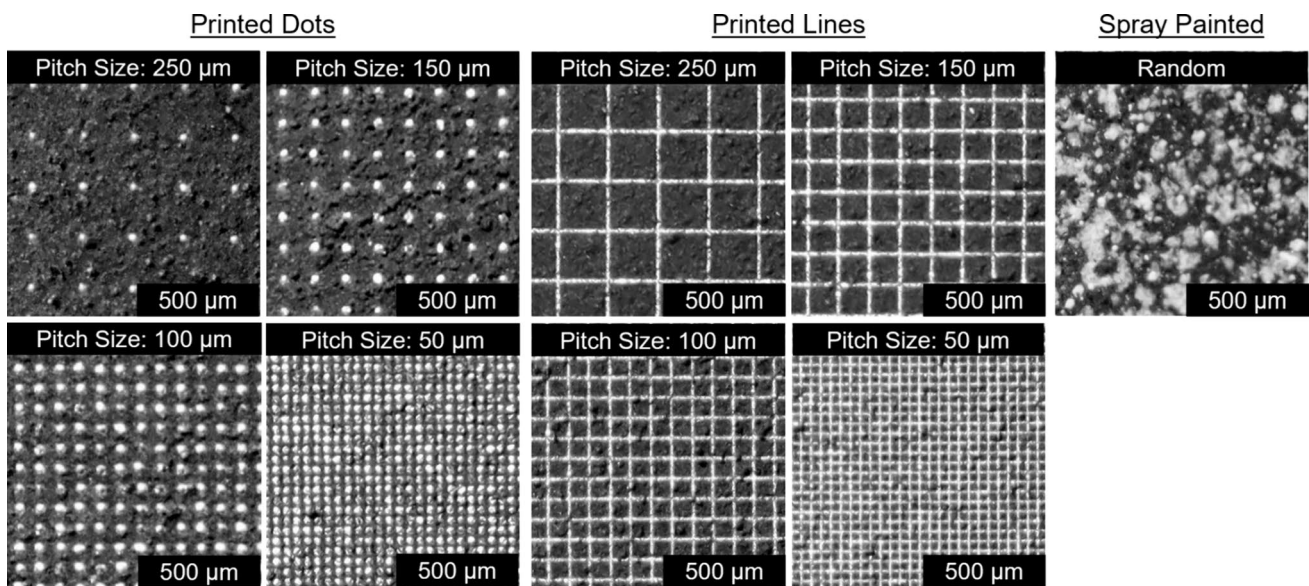 Printed Dots
Printed Lines
Spray Painted
Pitch Size: 250 µm
Pitch Size: 150 µm
Pitch Size: 250 µm
Pitch Size: 150 µm
Random
500 µm
500 µm
500 µm
500 µm
500 µm
Pitch Size: 100 µm
Pitch Size: 50 µm
Pitch Size: 100 µm
Pitch Size: 50 µm
500 µm
500 µm
500 µm
500 µm